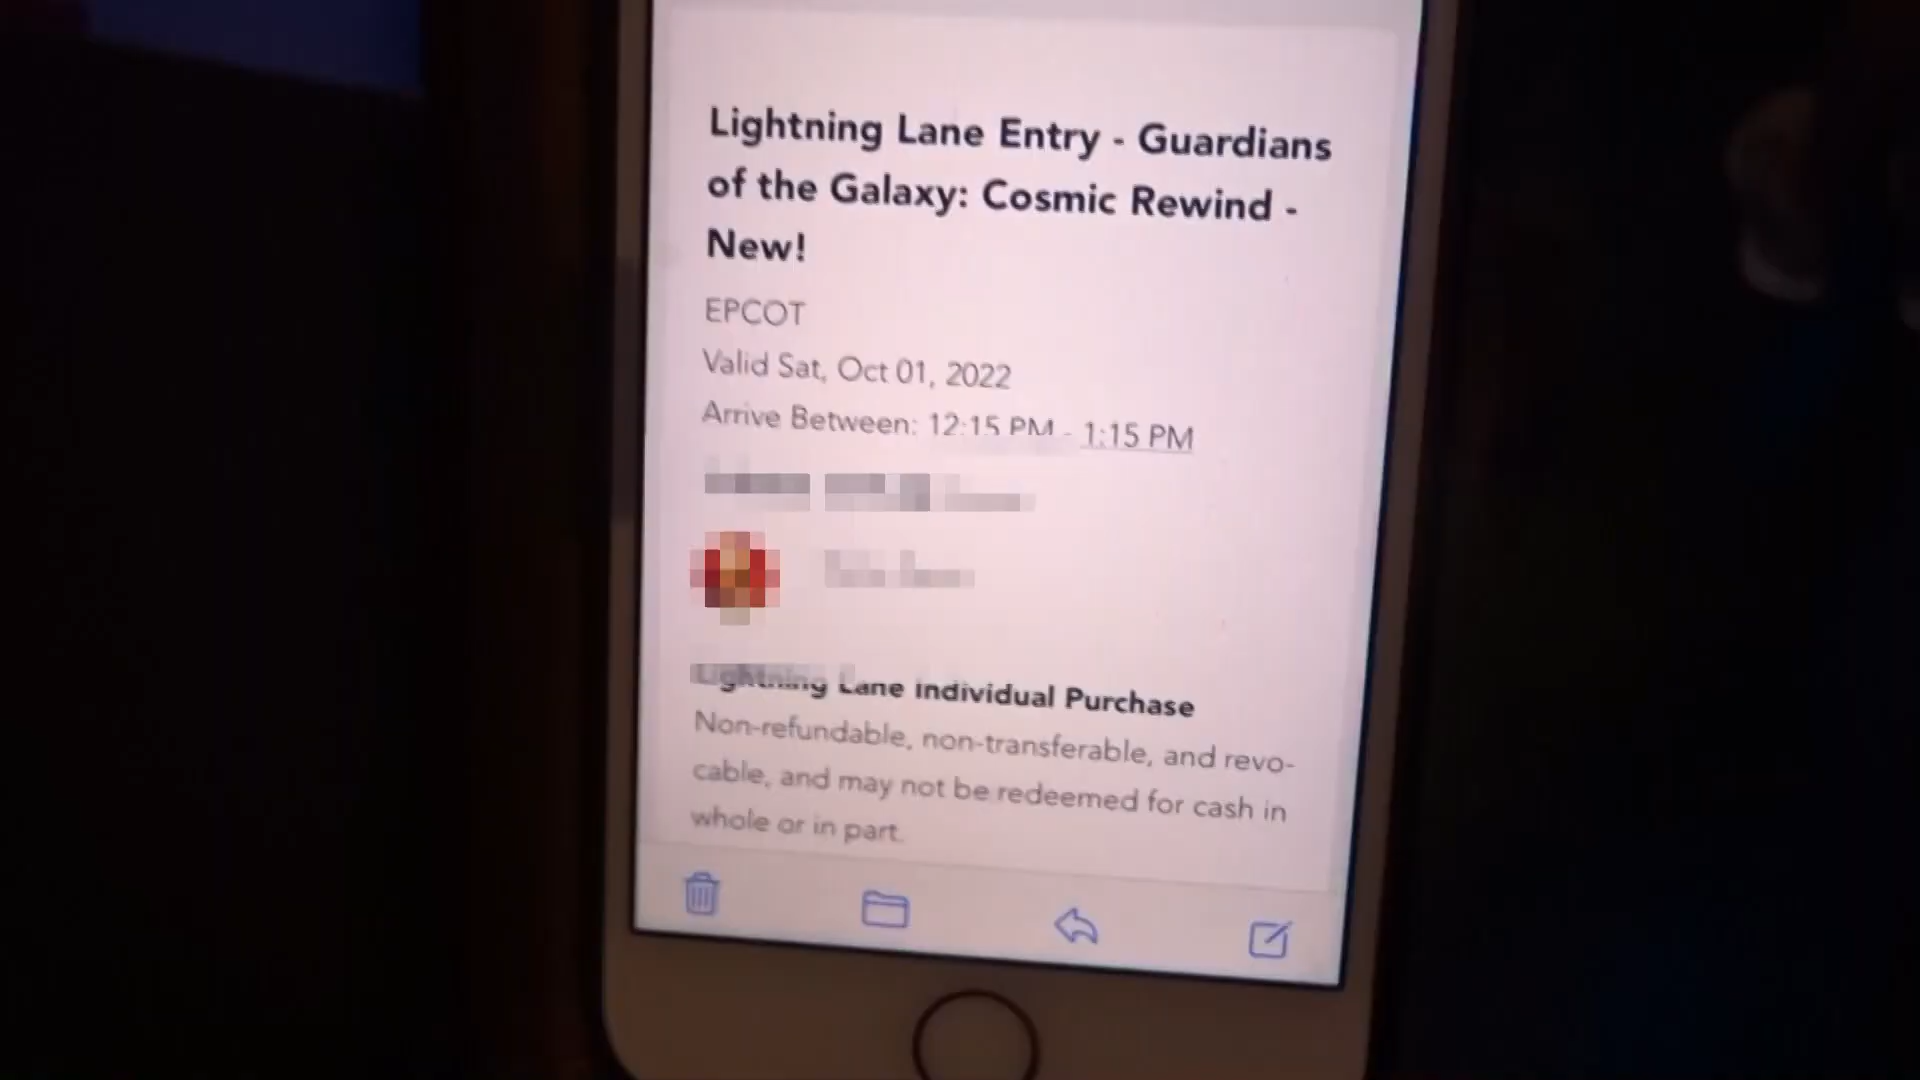 Lightning Lane Entry - Guardians
of the Galaxy: Cosmic Rewind -
New!
EPCOT
Valid Sat, Oct 01, 2022
Arrive Between: 12:15 PM - 1:15 PM
Lightning Lane Individual Purchase
Non-refundable, non-transferable, and revo-
cable, and may not be redeemed for cash in
whole or in part.